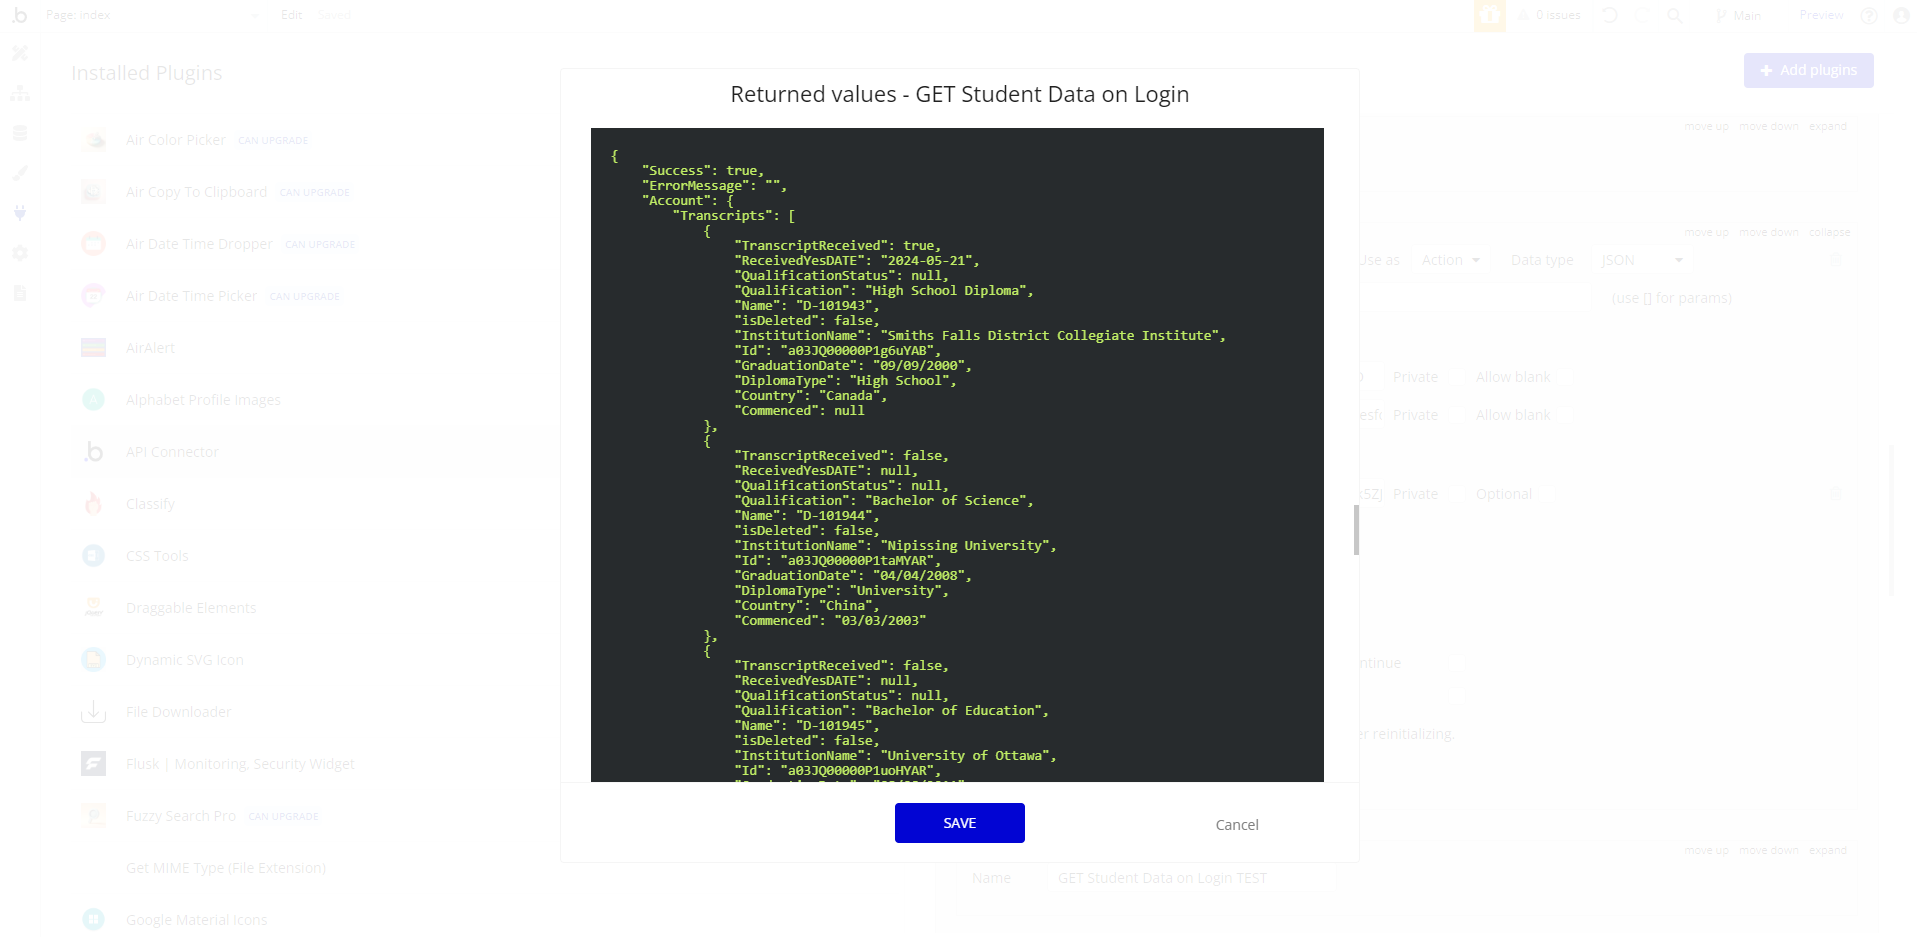 Page: index
Edit
Saved
0 issues
Main
Preview
Installed Plugins
Add plugins
Air Color Picker CAN UPGRADE
Air Copy To Clipboard CAN UPGRADE
Air Date Time Dropper CAN UPGRADE
Air Date Time Picker CAN UPGRADE
AirAlert
Alphabet Profile Images
API Connector
Classify
CSS Tools
Draggable Elements
Dynamic SVG icon
File Downloader
Flusk | Monitoring, Security Widget
Fuzzy Search Pro CAN UPGRADE
Get MIME Type (File Extension)
Google Material Icons
Returned values - GET Student Data on Login
{
"Success": true,
"ErrorMessage": "",
"Account": {
"Transcripts": [
{
"TranscriptReceived": true,
"ReceivedYesDATE": "2024-05-21",
"QualificationStatus": null,
"Qualification": "High School Diploma",
"Name": "D-101943",
"isDeleted": false,
"InstitutionName": "Smiths Falls District Collegiate Institute",
"Id": "a03JQ00000P1g6uYAB",
"GraduationDate": "09/09/2000",
"DiplomaType": "High School",
"Country": "Canada",
"Commenced": null
},
{
"TranscriptReceived": false,
"ReceivedYesDATE": null,
"QualificationStatus": null,
"Qualification": "Bachelor of Science",
"Name": "D-101944",
"isDeleted": false,
"InstitutionName": "Nipissing University",
"Id": "a03JQ00000P1taMYAR",
"GraduationDate": "04/04/2008",
"DiplomaType": "University",
"Country": "China",
"Commenced": "03/03/2003"
},
{
"TranscriptReceived": false,
"ReceivedYesDATE": null,
"QualificationStatus": null,
"Qualification": "Bachelor of Education",
"Name": "D-101945",
"isDeleted": false,
"InstitutionName": "University of Ottawa",
"Id": "a03JQ00000P1uoHYAR",
SAVE
Cancel
move up move down expand
move up move down collapse
Use as Action Data type JSON
(use [] for params)
Private Allow blank
Private Allow blank
Private Optional
reinitializing.
move up move down expand
Name GET Student Data on Login TEST